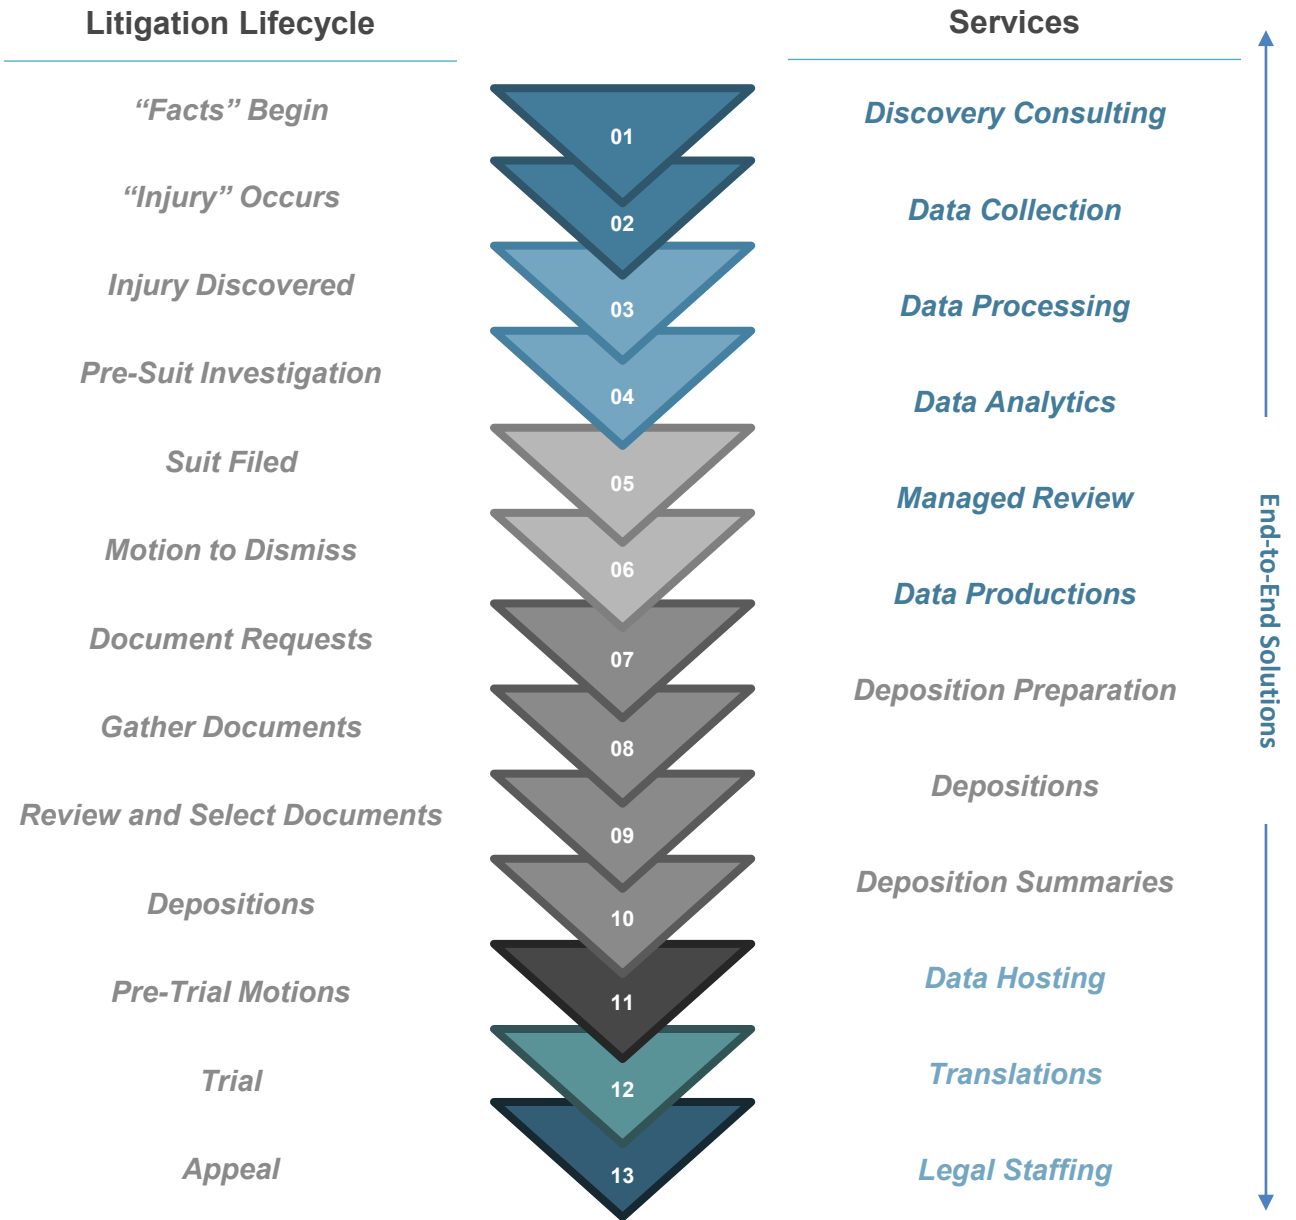 Litigation Lifecycle
Services
“Facts” Begin
01
Discovery Consulting
“Injury” Occurs
02
Data Collection
Injury Discovered
03
Data Processing
Pre-Suit Investigation
04
Data Analytics
Suit Filed
05
Managed Review
Motion to Dismiss
06
Data Productions
Document Requests
07
Deposition Preparation
Gather Documents
08
Depositions
Review and Select Documents
09
Deposition Summaries
Depositions
10
Pre-Trial Motions
11
Data Hosting
Trial
12
Translations
Appeal
13
Legal Staffing
End-to-End Solutions